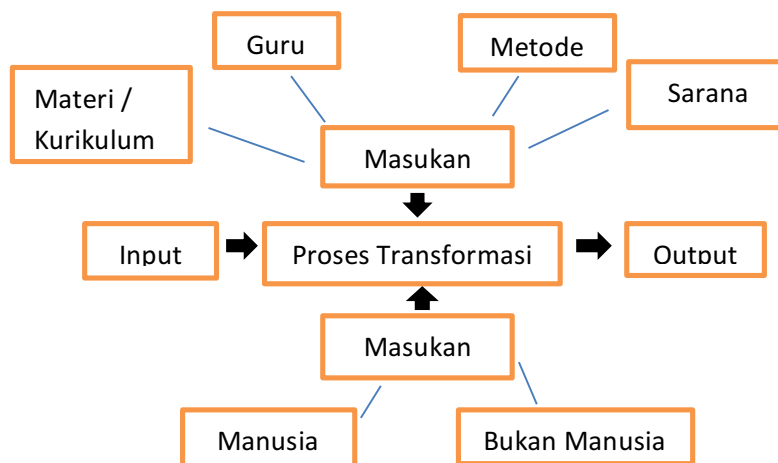 Guru
Metode
Materi /
Kurikulum
Sarana
Masukan
Input
Proses Transformasi
Output
Masukan
Manusia
Bukan Manusia